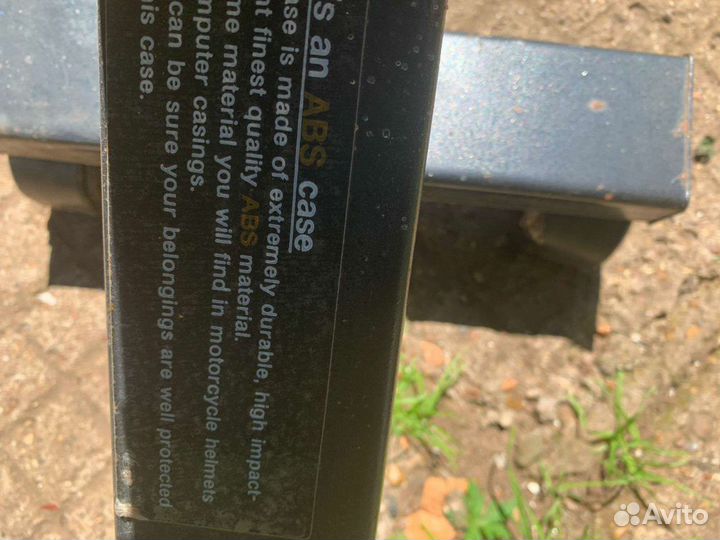 s an ABS case
ase is made of extremely durable, high impact-
nt finest quality ABS material.
me material you will find in motorcycle helmets
mputer casings.
can be sure your belongings are well protected
his case.
Avito